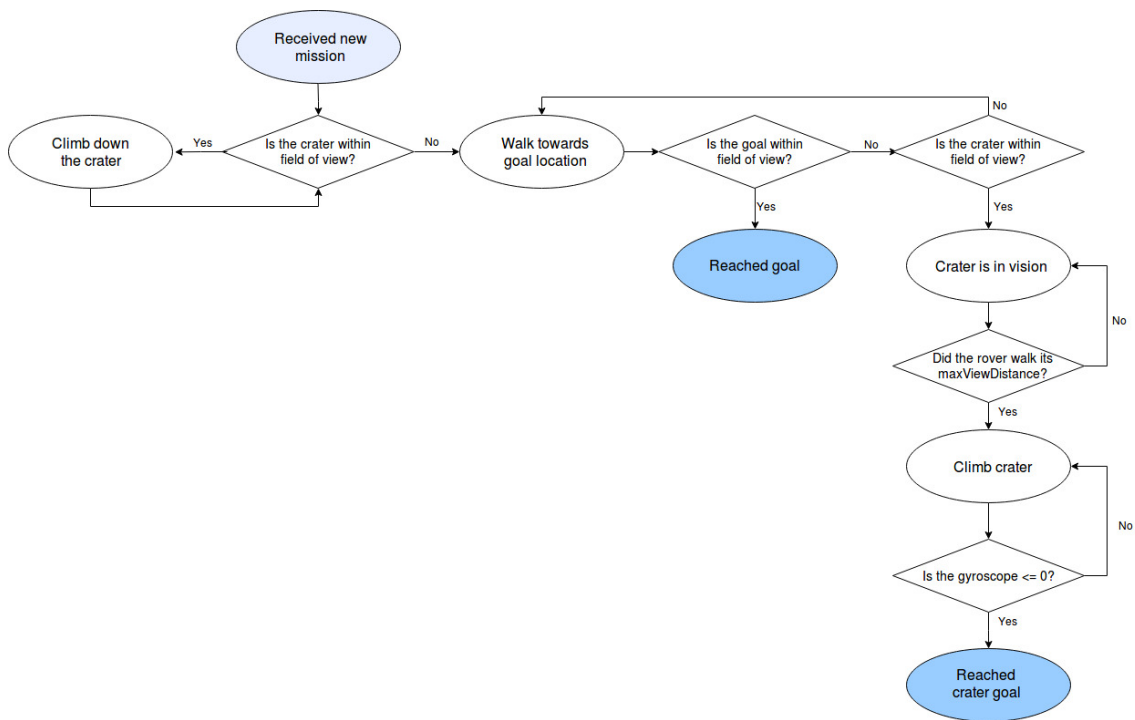 Received new
mission
Climb down
the crater
Yes
Is the crater within
field of view?
No
Walk towards
goal location
Is the goal within
field of view?
No
Is the crater within
field of view?
No
Yes
Reached goal
Yes
Crater is in vision
No
Did the rover walk its
maxViewDistance?
Yes
Climb crater
No
Is the gyroscope <= 0?
Yes
Reached
crater goal